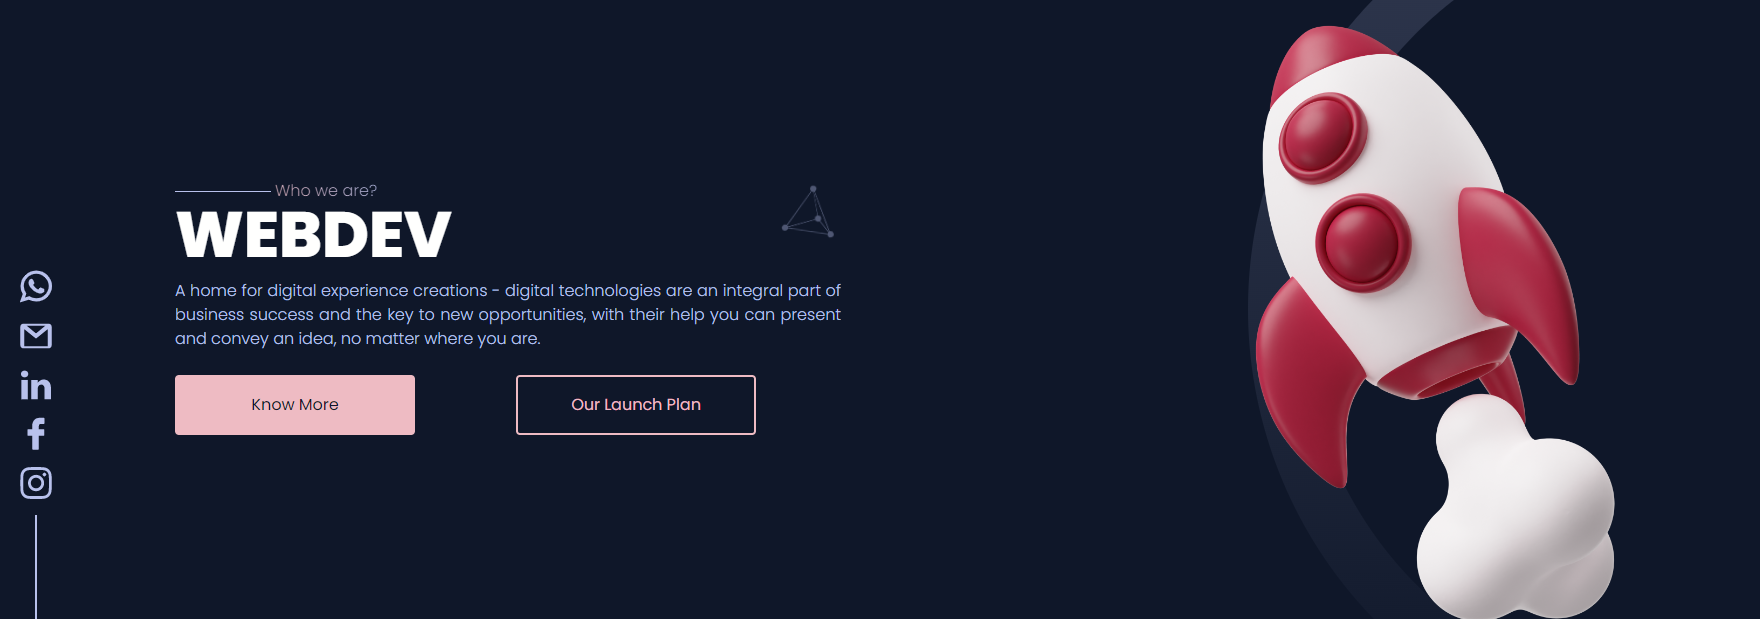 Who we are?
WEBDEV
A home for digital experience creations - digital technologies are an integral part of
business success and the key to new opportunities, with their help you can present
and convey an idea, no matter where you are.
Know More
Our Launch Plan